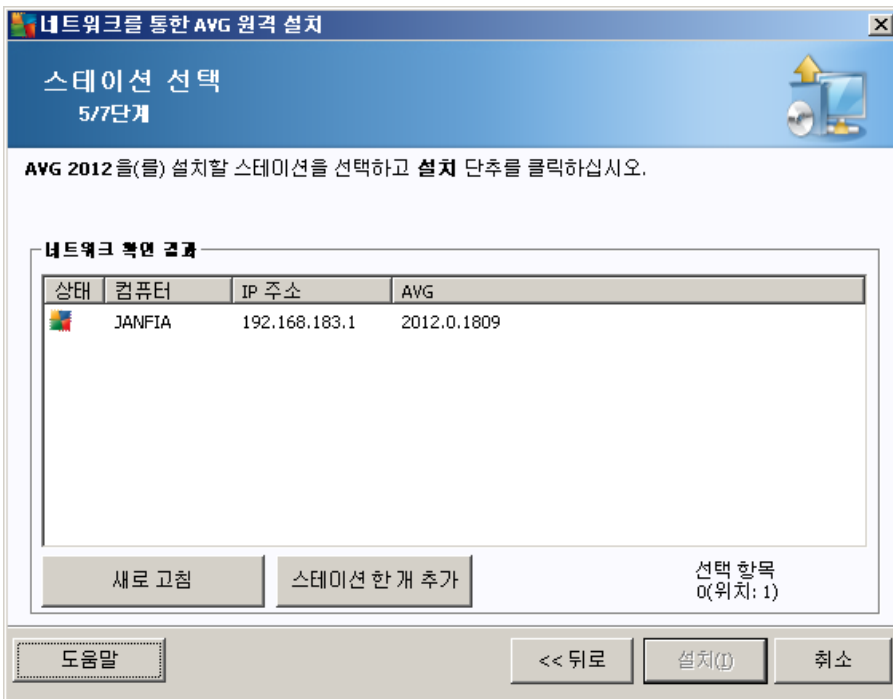 네트워크를 통한 AVG 원격 설치
스테이션 선택
5/7단계
AVG 2012을(를) 설치할 스테이션을 선택하고 설치 단추를 클릭하십시오.
네트워크 확인 결과
상태 컴퓨터 IP 주소 AVG
JANFIA 192.168.183.1 2012.0.1809
새로 고침 스테이션 한 개 추가
선택 항목
0(위치: 1)
도움말 << 뒤로 설치(I) 취소